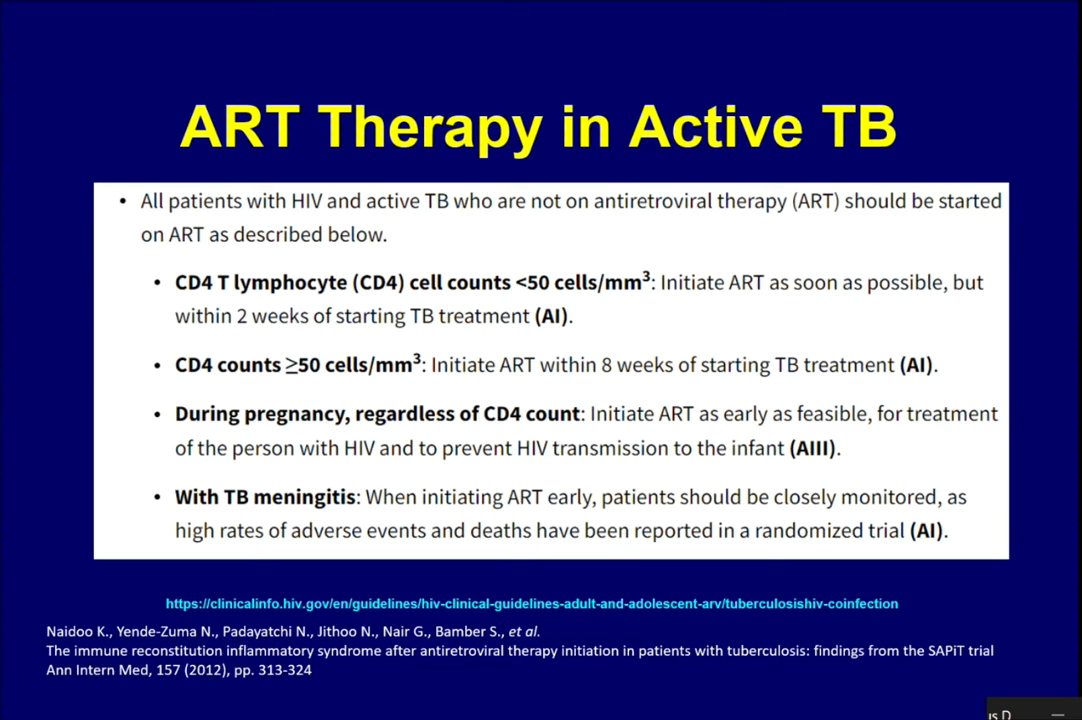 ART Therapy in Active TB
• All patients with HIV and active TB who are not on antiretroviral therapy (ART) should be started
on ART as described below.
• CD4 T lymphocyte (CD4) cell counts <50 cells/mm³: Initiate ART as soon as possible, but
within 2 weeks of starting TB treatment (AI).
• CD4 counts ≥50 cells/mm³: Initiate ART within 8 weeks of starting TB treatment (AI).
• During pregnancy, regardless of CD4 count: Initiate ART as early as feasible, for treatment
of the person with HIV and to prevent HIV transmission to the infant (AIII).
• With TB meningitis: When initiating ART early, patients should be closely monitored, as
high rates of adverse events and deaths have been reported in a randomized trial (AI).
https://clinicalinfo.hiv.gov/en/guidelines/hiv-clinical-guidelines-adult-and-adolescent-arv/tuberculosishiv-coinfection
Naidoo K., Yende-Zuma N., Padayatchi N., Jithoo N., Nair G., Bamber S., et al.
The immune reconstitution inflammatory syndrome after antiretroviral therapy initiation in patients with tuberculosis: findings from the SAPiT trial
Ann Intern Med, 157 (2012), pp. 313-324